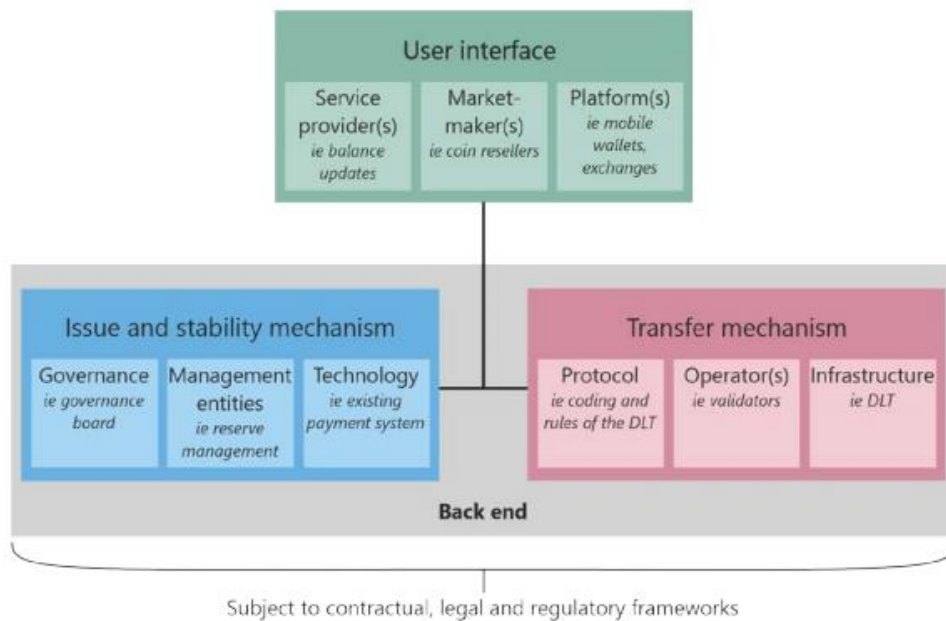 User interface
Service
provider(s)
ie balance
updates
Market-
maker(s)
ie coin resellers
Platform(s)
ie mobile
wallets,
exchanges
Issue and stability mechanism
Governance
ie governance
board
Management
entities
ie reserve
management
Technology
ie existing
payment system
Transfer mechanism
Protocol
ie coding and
rules of the DLT
Operator(s)
ie validators
Infrastructure
ie DLT
Back end
Subject to contractual, legal and regulatory frameworks